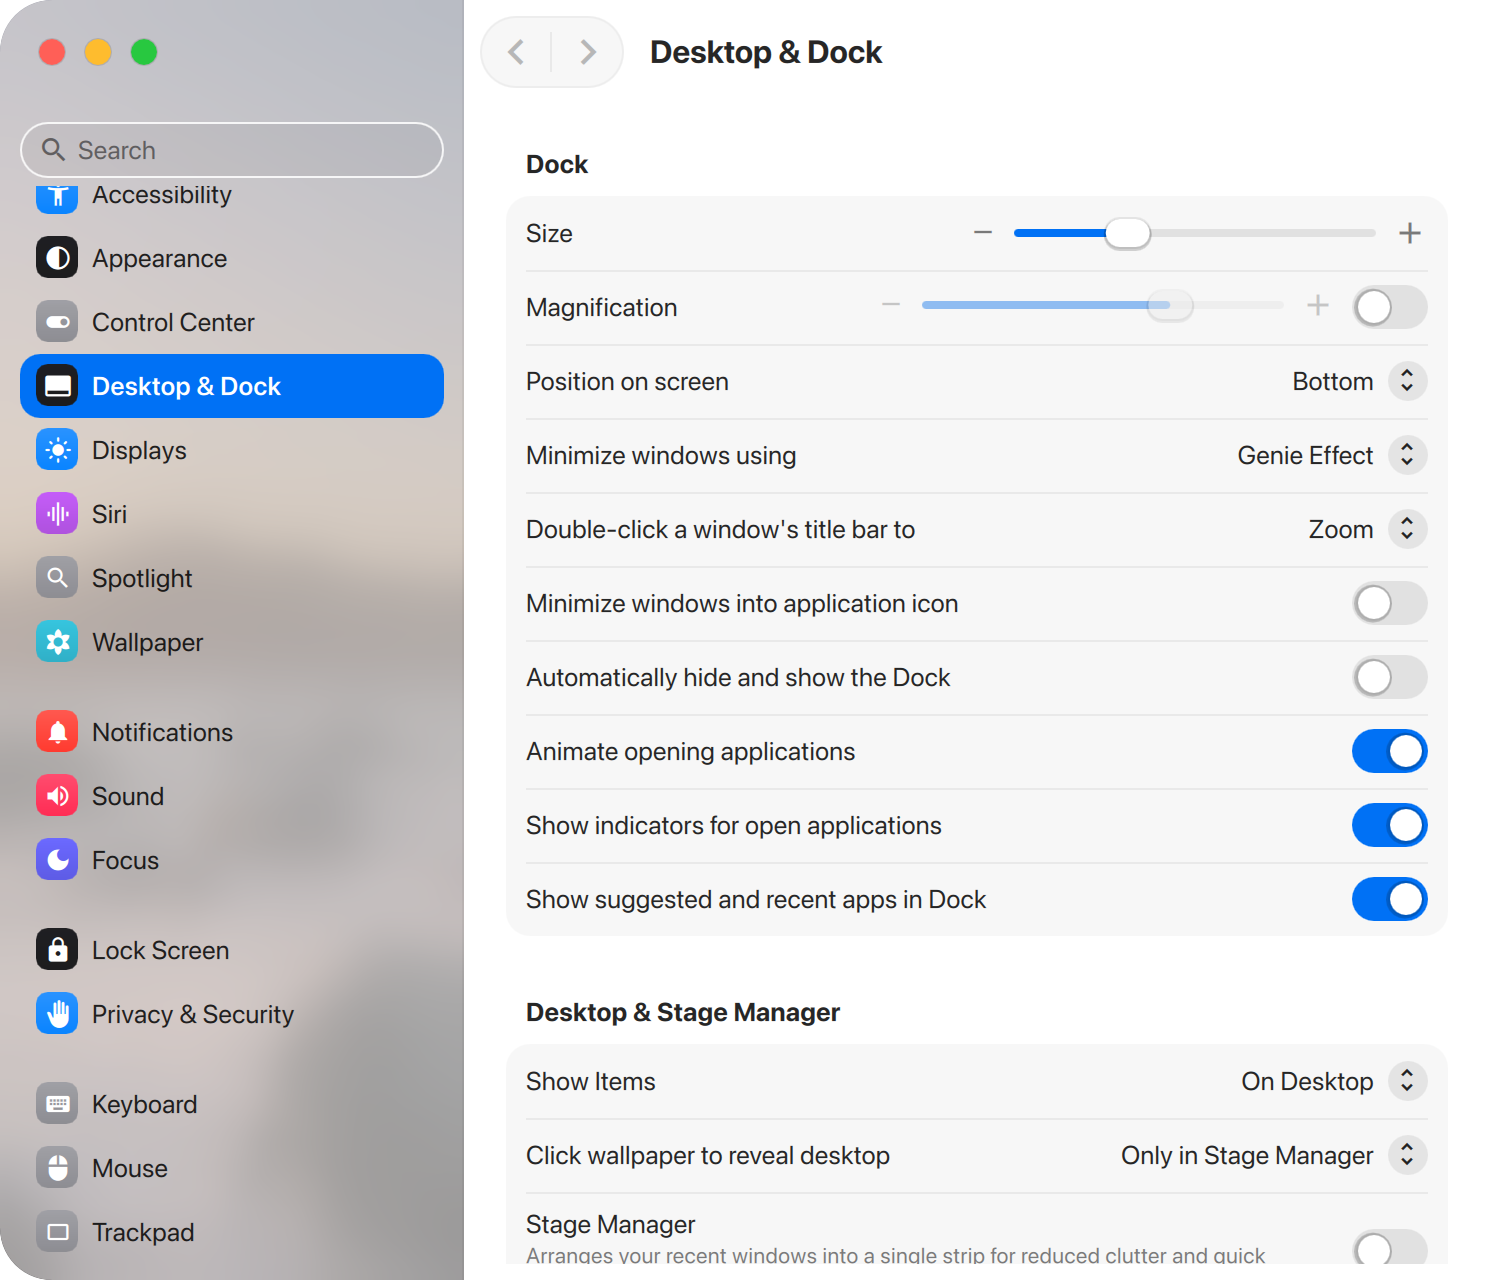 Desktop & Dock
Search
Accessibility
Appearance
Control Center
Desktop & Dock
Displays
Siri
Spotlight
Wallpaper
Notifications
Sound
Focus
Lock Screen
Privacy & Security
Keyboard
Mouse
Trackpad
Dock
Size
Magnification
Position on screen Bottom
Minimize windows using Genie Effect
Double-click a window's title bar to Zoom
Minimize windows into application icon
Automatically hide and show the Dock
Animate opening applications
Show indicators for open applications
Show suggested and recent apps in Dock
Desktop & Stage Manager
Show Items On Desktop
Click wallpaper to reveal desktop Only in Stage Manager
Stage Manager
Arranges your recent windows into a single strip for reduced clutter and quick